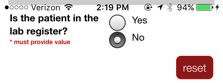 Verizon 2:19 PM 94%
Is the patient in the Yes
lab register? No
* must provide value
reset